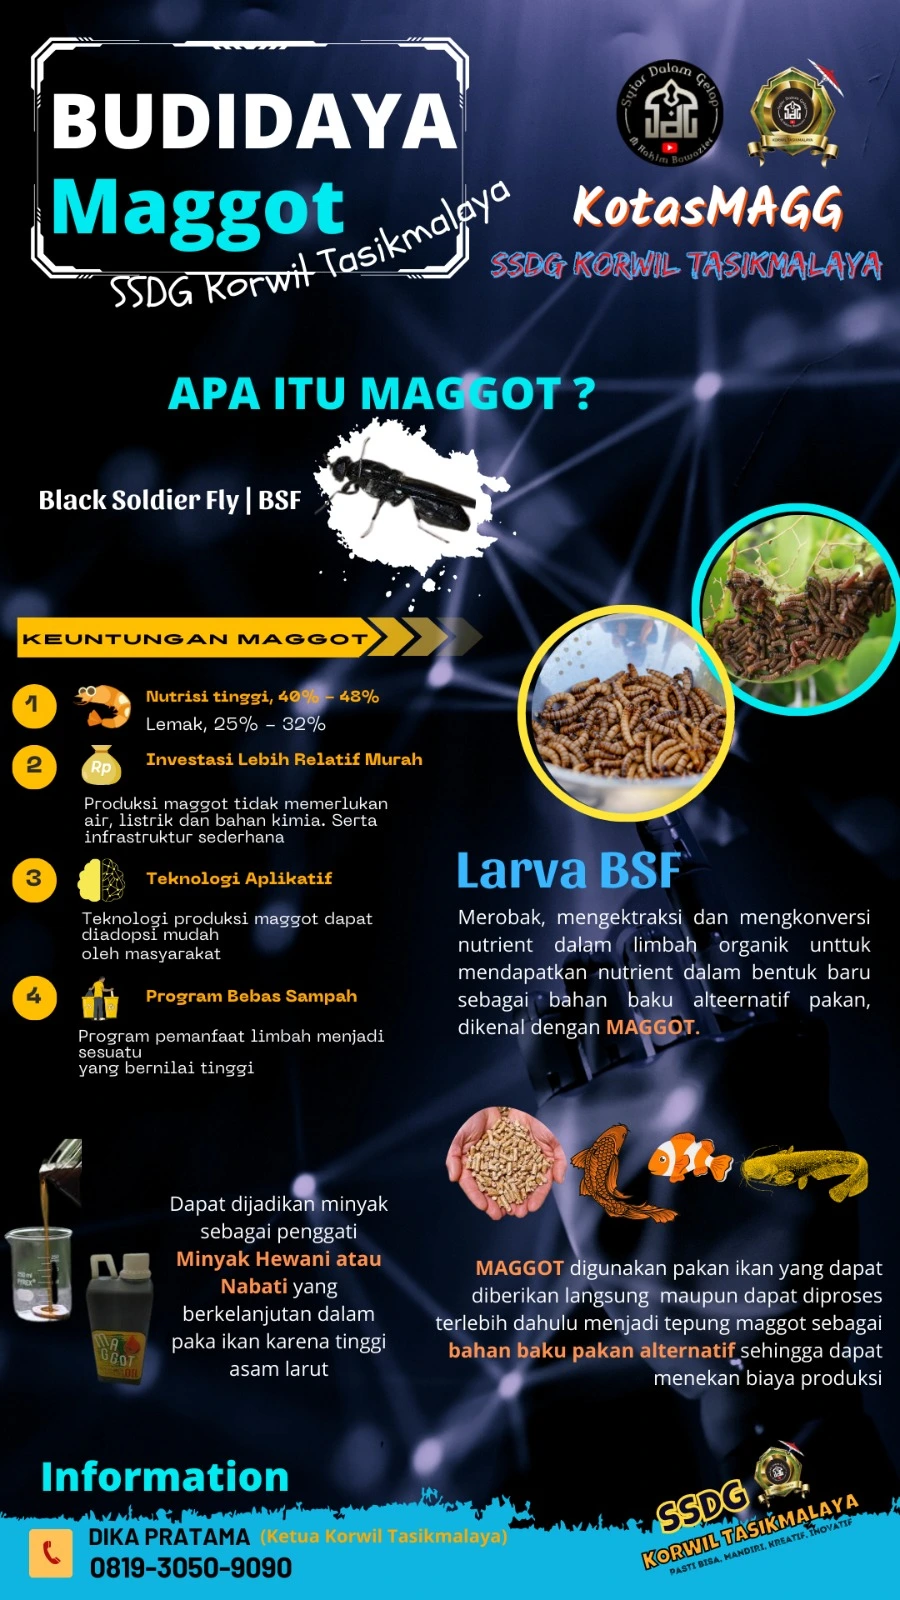 BUDIDAYA
Maggot
SSDG Korwil Tasikmalaya
Syiar Dalam Gelap
M Hakim Bawazier
KORWIL TASIKMALAYA
KotasMAGG
SSDG KORWIL TASIKMALAYA
APA ITU MAGGOT ?
Black Soldier Fly | BSF
KEUNTUNGAN MAGGOT
1
Nutrisi tinggi, 40% - 48%
Lemak, 25% - 32%
2
Rp
Investasi Lebih Relatif Murah
Produksi maggot tidak memerlukan
air, listrik dan bahan kimia. Serta
infrastruktur sederhana
3
Teknologi Aplikatif
Teknologi produksi maggot dapat
diadopsi mudah
oleh masyarakat
4
Program Bebas Sampah
Program pemanfaat limbah menjadi
sesuatu
yang bernilai tinggi
Larva BSF
Merobak, mengektraksi dan mengkonversi
nutrient dalam limbah organik unttuk
mendapatkan nutrient dalam bentuk baru
sebagai bahan baku alteernatif pakan,
dikenal dengan MAGGOT.
PYREX
MAGGOT
Dapat dijadikan minyak
sebagai penggati
Minyak Hewani atau
Nabati yang
berkelanjutan dalam
paka ikan karena tinggi
asam larut
MAGGOT digunakan pakan ikan yang dapat
diberikan langsung maupun dapat diproses
terlebih dahulu menjadi tepung maggot sebagai
bahan baku pakan alternatif sehingga dapat
menekan biaya produksi
Information
DIKA PRATAMA (Ketua Korwil Tasikmalaya)
0819-3050-9090
SSDG
KORWIL TASIKMALAYA
PASTI BISA, MANDIRI, KREATIF, INOVATIF